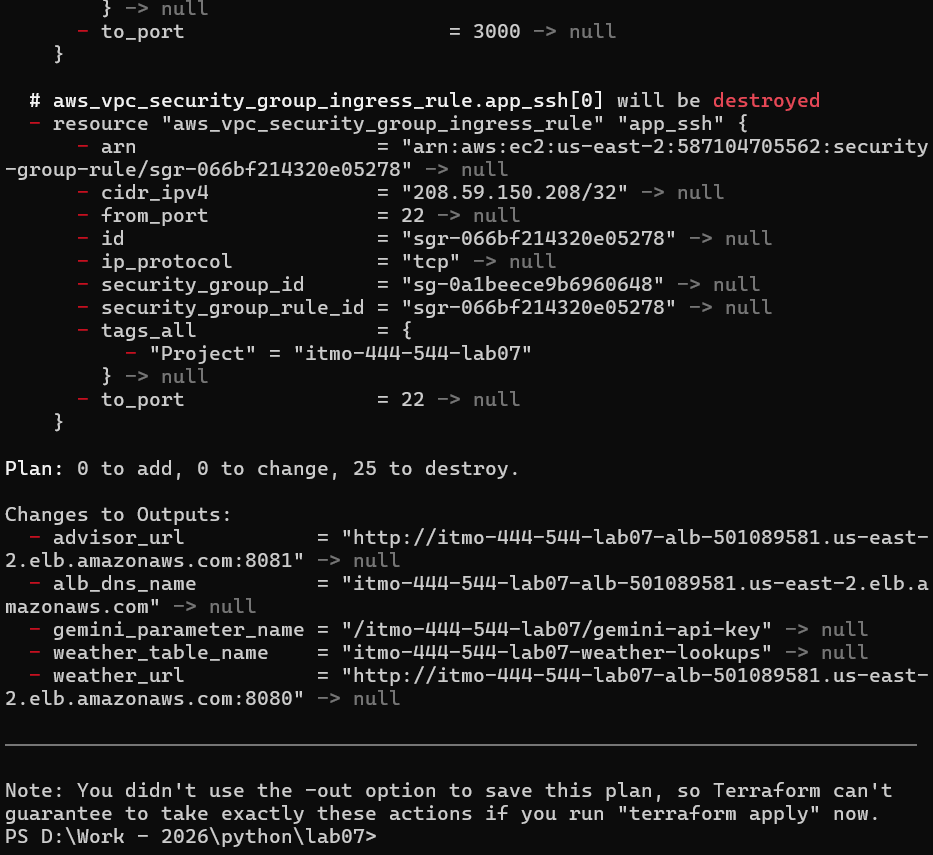 } -> null
      - to_port                      = 3000 -> null
    }

  # aws_vpc_security_group_ingress_rule.app_ssh[0] will be destroyed
  - resource "aws_vpc_security_group_ingress_rule" "app_ssh" {
      - arn                    = "arn:aws:ec2:us-east-2:587104705562:security
-group-rule/sgr-066bf214320e05278" -> null
      - cidr_ipv4              = "208.59.150.208/32" -> null
      - from_port              = 22 -> null
      - id                     = "sgr-066bf214320e05278" -> null
      - ip_protocol            = "tcp" -> null
      - security_group_id      = "sg-0a1beece9b6960648" -> null
      - security_group_rule_id = "sgr-066bf214320e05278" -> null
      - tags_all               = {
          - "Project" = "itmo-444-544-lab07"
        } -> null
      - to_port                = 22 -> null
    }

Plan: 0 to add, 0 to change, 25 to destroy.

Changes to Outputs:
  - advisor_url           = "http://itmo-444-544-lab07-alb-501089581.us-east-
2.elb.amazonaws.com:8081" -> null
  - alb_dns_name          = "itmo-444-544-lab07-alb-501089581.us-east-2.elb.a
mazonaws.com" -> null
  - gemini_parameter_name = "/itmo-444-544-lab07/gemini-api-key" -> null
  - weather_table_name    = "itmo-444-544-lab07-weather-lookups" -> null
  - weather_url           = "http://itmo-444-544-lab07-alb-501089581.us-east-
2.elb.amazonaws.com:8080" -> null

Note: You didn't use the -out option to save this plan, so Terraform can't
guarantee to take exactly these actions if you run "terraform apply" now.
PS D:\Work - 2026\python\lab07>